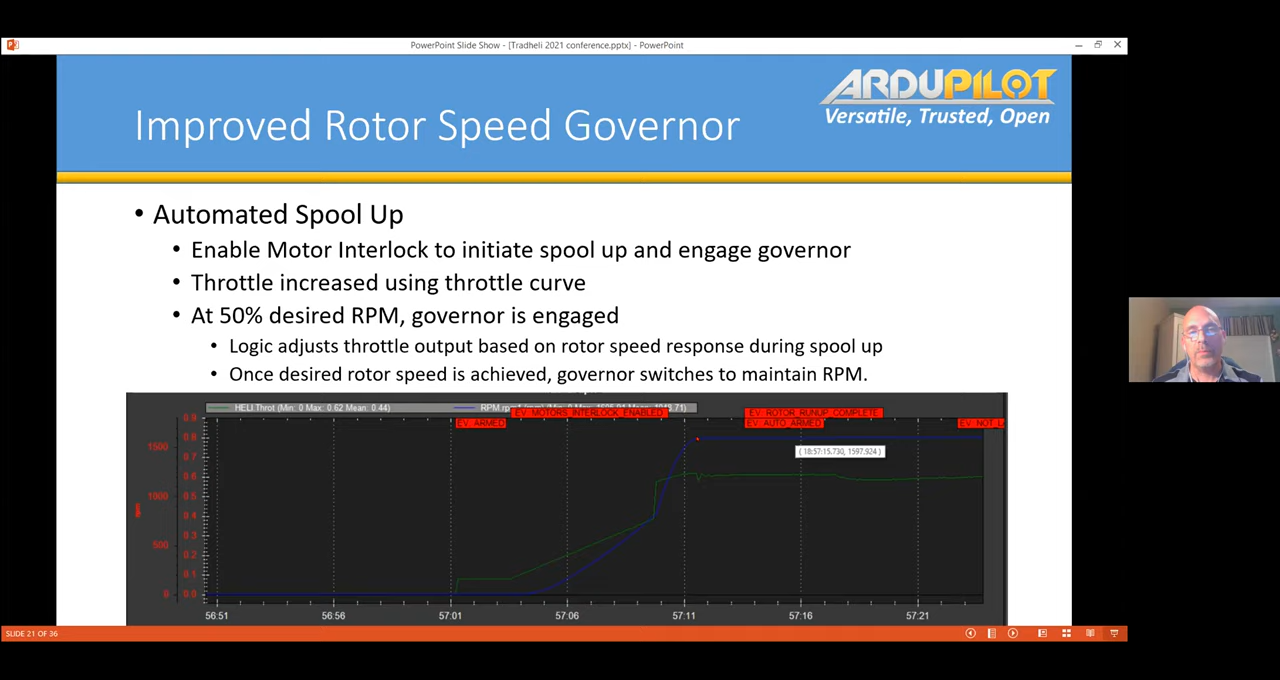 PowerPoint Slide Show - [Tradheli 2021 conference.pptx] - PowerPoint
ARDUPILOT
Versatile, Trusted, Open
Improved Rotor Speed Governor
• Automated Spool Up
• Enable Motor Interlock to initiate spool up and engage governor
• Throttle increased using throttle curve
• At 50% desired RPM, governor is engaged
• Logic adjusts throttle output based on rotor speed response during spool up
• Once desired rotor speed is achieved, governor switches to maintain RPM.
HELI.Throt (Min: 0 Max: 0.62 Mean: 0.44)
EV: MOTORS_INTERLOCK_ENABLED
EV: ROTOR_RUNUP_COMPLETE
EV: ARMED
EV: AUTO_ARMED
EV: NOT_L
(18:57:15.730, 1597.924 )
0.9
0.8
1500
0.7
0.6
1000
0.5
0.4
0.3
500
0.2
0.1
0
0.0
56:51 56:56 57:01 57:06 57:11 57:16 57:21
SLIDE 21 OF 36